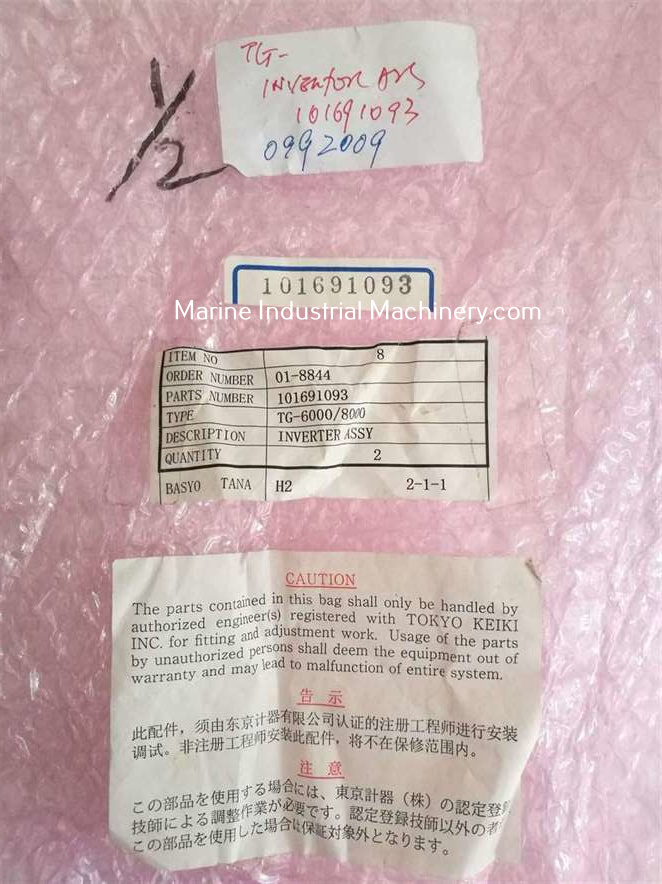 1/2
TG-
INVERTOR ASS
101691093
0992009
101691093
Marine Industrial Machinery.com
ITEM NO 8
ORDER NUMBER 01-8844
PARTS NUMBER 101691093
TYPE TG-6000/8000
DESCRIPTION INVERTER ASSY
QUANTITY 2
BASYO TANA H2 2-1-1
CAUTION
The parts contained in this bag shall only be handled by
authorized engineer(s) registered with TOKYO KEIKI
INC. for fitting and adjustment work. Usage of the parts
by unauthorized persons shall deem the equipment out of
warranty and may lead to malfunction of entire system.
告 示
此配件，须由东京计器有限公司认证的注册工程师进行安装
调试。非注册工程师安装此配件，将不在保修范围内。
注 意
この部品を使用する場合には、東京計器（株）の認定登録
技師による調整作業が必要です。認定登録技師以外の者が
この部品を使用した場合は保証対象外となります。